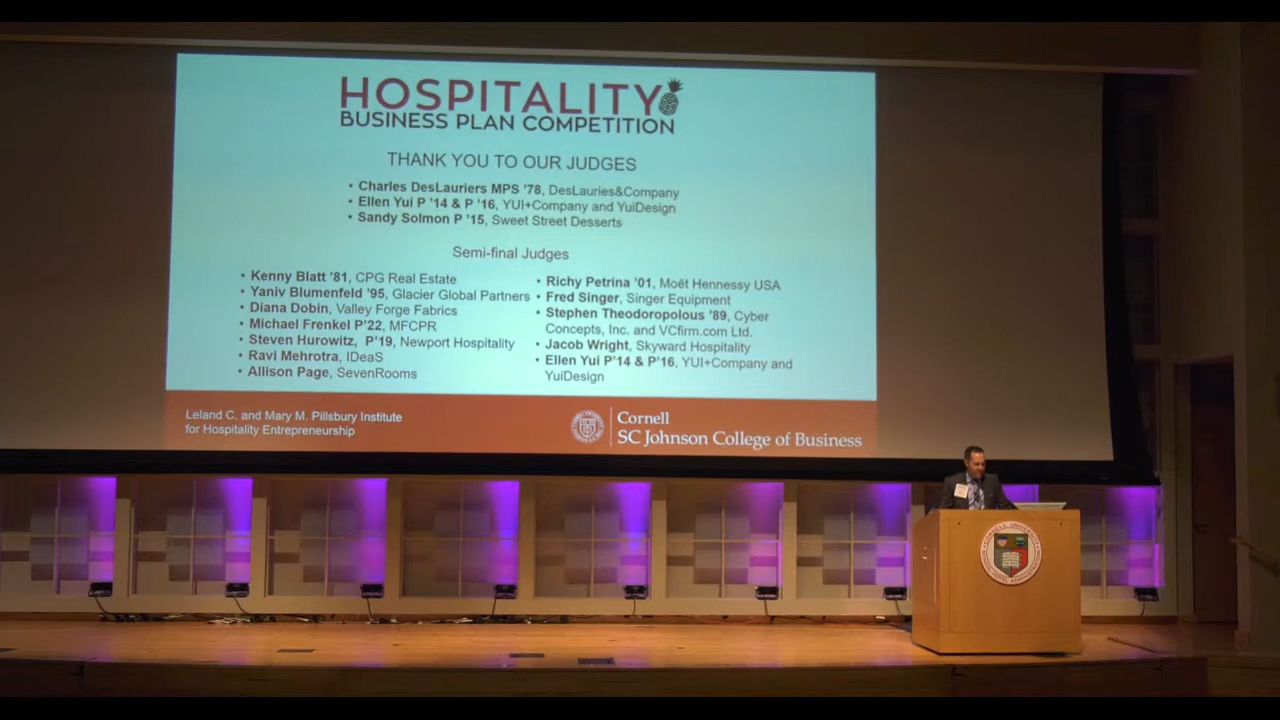 HOSPITALITY
BUSINESS PLAN COMPETITION
THANK YOU TO OUR JUDGES
• Charles DesLauriers MPS '78, DesLauries&Company
• Ellen Yui P '14 & P '16, YUI+Company and YuiDesign
• Sandy Solmon P '15, Sweet Street Desserts
Semi-final Judges
• Kenny Blatt '81, CPG Real Estate
• Yaniv Blumenfeld '95, Glacier Global Partners
• Diana Dobin, Valley Forge Fabrics
• Michael Frenkel P'22, MFCPR
• Steven Hurowitz, P'19, Newport Hospitality
• Ravi Mehrotra, IDeaS
• Allison Page, SevenRooms
• Richy Petrina '01, Moët Hennessy USA
• Fred Singer, Singer Equipment
• Stephen Theodoropolous '89, Cyber
Concepts, Inc. and VCfirm.com Ltd.
• Jacob Wright, Skyward Hospitality
• Ellen Yui P'14 & P'16, YUI+Company and
YuiDesign
Leland C. and Mary M. Pillsbury Institute
for Hospitality Entrepreneurship
Cornell
SC Johnson College of Business
CORNELL UNIVERSITY